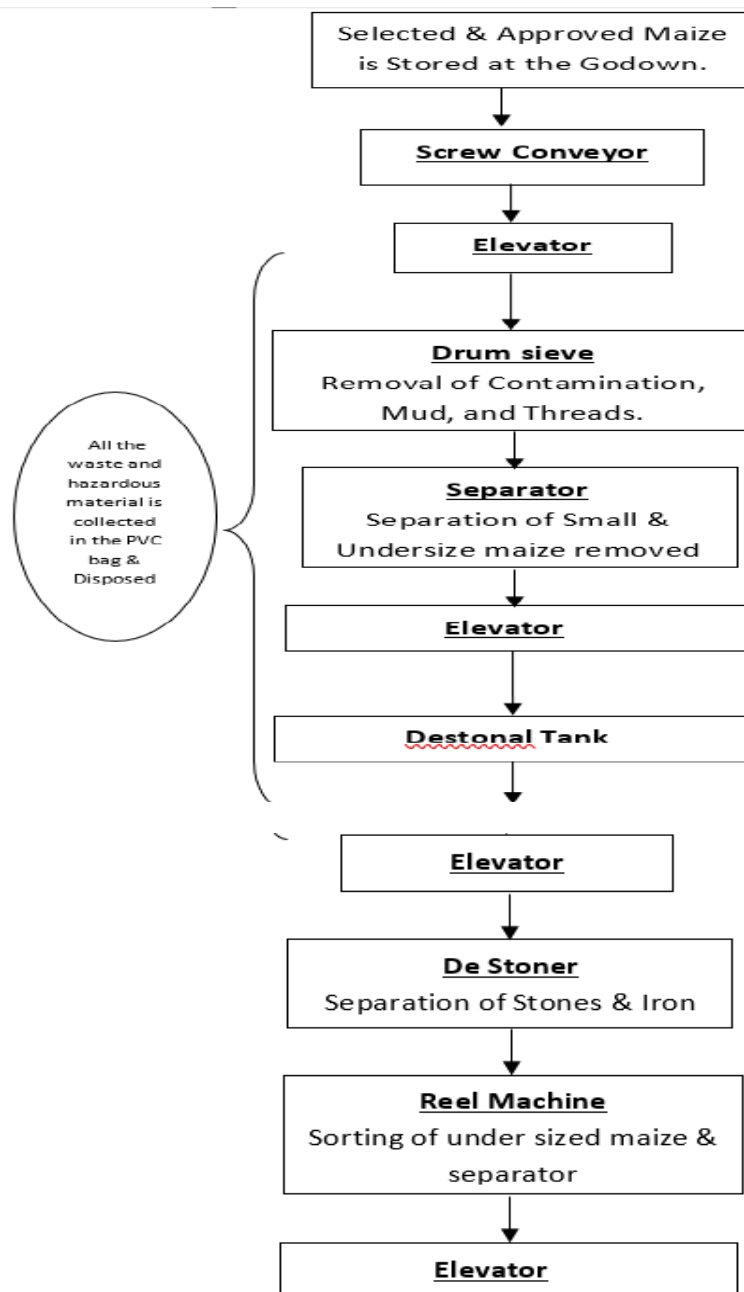 Selected & Approved Maize
is Stored at the Godown.
Screw Conveyor
Elevator
Drum sieve
Removal of Contamination,
Mud, and Threads.
All the
waste and
hazardous
material is
collected
in the PVC
bag &
Disposed
Separator
Separation of Small &
Undersize maize removed
Elevator
Destonal Tank
Elevator
De Stoner
Separation of Stones & Iron
Reel Machine
Sorting of under sized maize &
separator
Elevator